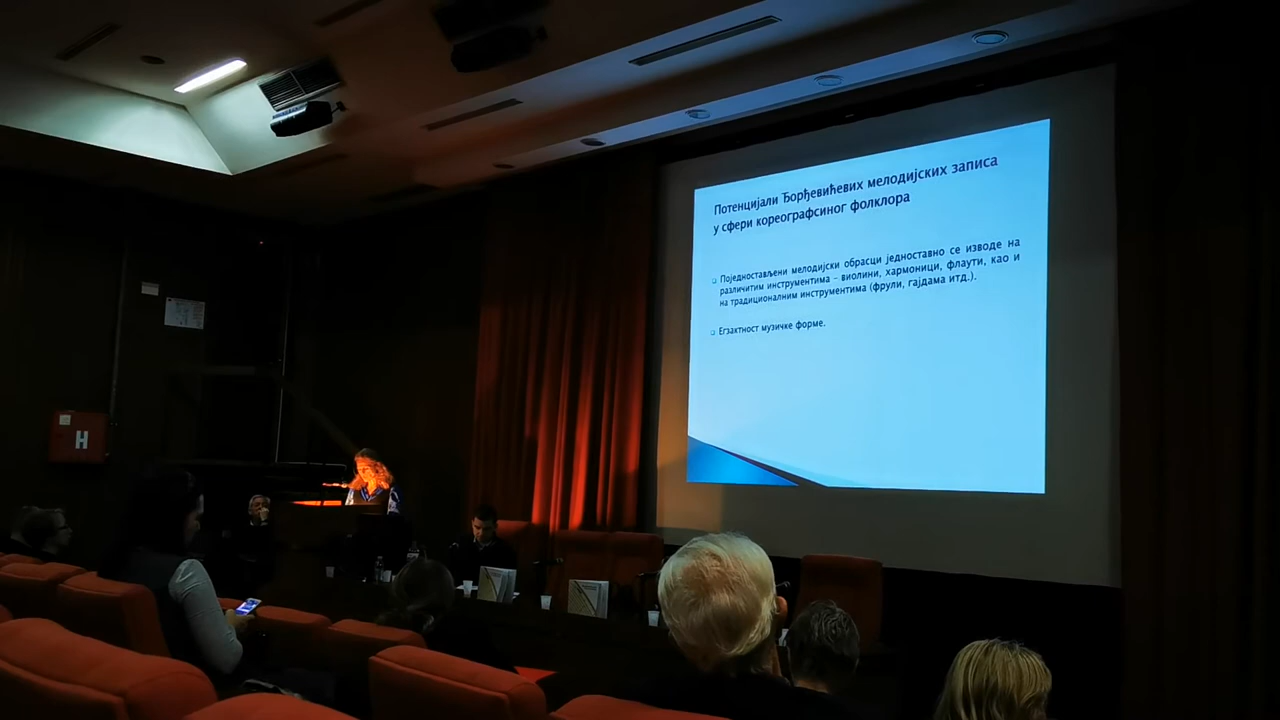 Потенцијали Ђорђевићевих мелодијских записа
у сфери кореографсиног фолклора
Поједностављени мелодијски обрасци једноставно се изводе на
различитим инструментима – виолини, хармоници, флаути, као и
на традиционалним инструментима (фрули, гајдама итд.).
Егзактност музичке форме.
H